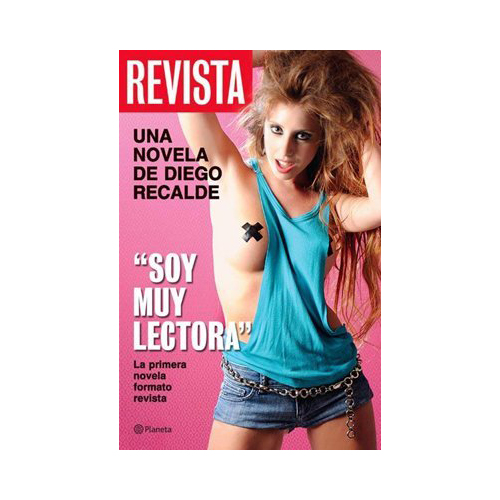 REVISTA
UNA
NOVELA
DE DIEGO
RECALDE
“SOY
MUY
LECTORA”
La primera
novela
formato
revista
Planeta